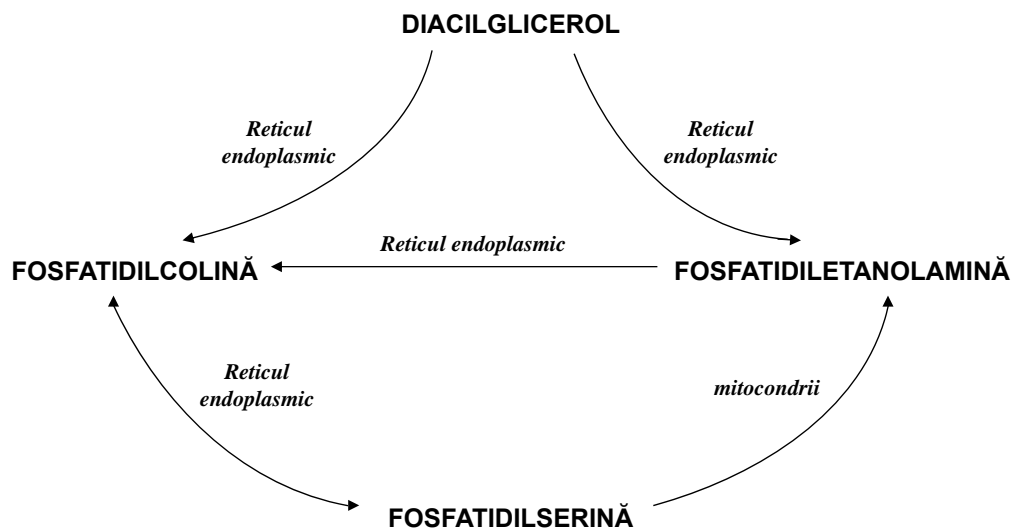 DIACILGLICEROL
Reticul
endoplasmic
Reticul
endoplasmic
Reticul endoplasmic
FOSFATIDILCOLINĂ
FOSFATIDILETANOLAMINĂ
Reticul
endoplasmic
mitocondrii
FOSFATIDILSERINĂ